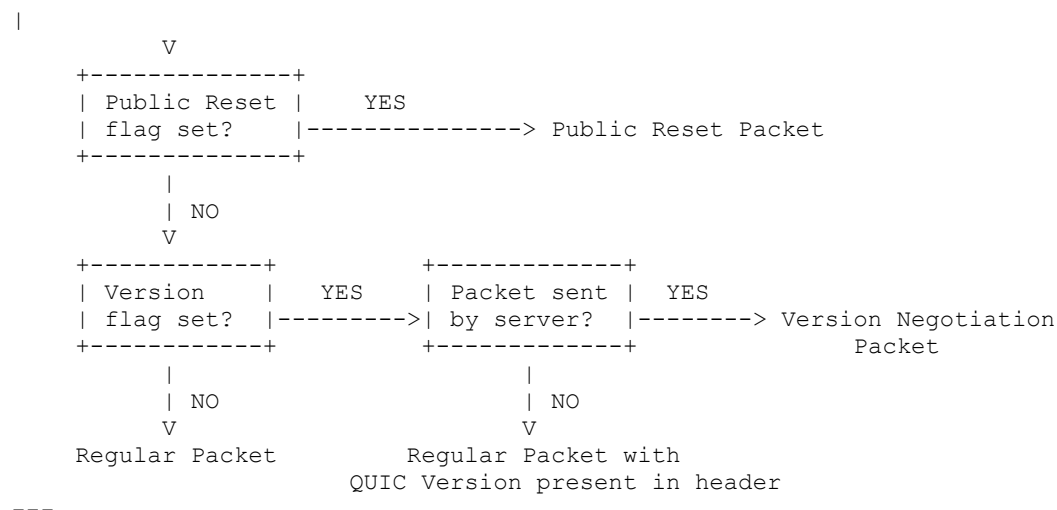 |
V
+--------------+
| Public Reset |    YES
| flag set?    |---------------> Public Reset Packet
+--------------+
|
| NO
V
+------------+          +-------------+
| Version    |   YES    | Packet sent |  YES
| flag set?  |--------->| by server?  |--------> Version Negotiation
+------------+          +-------------+               Packet
|                        |
| NO                     | NO
V                        V
Regular Packet         Regular Packet with
QUIC Version present in header
---